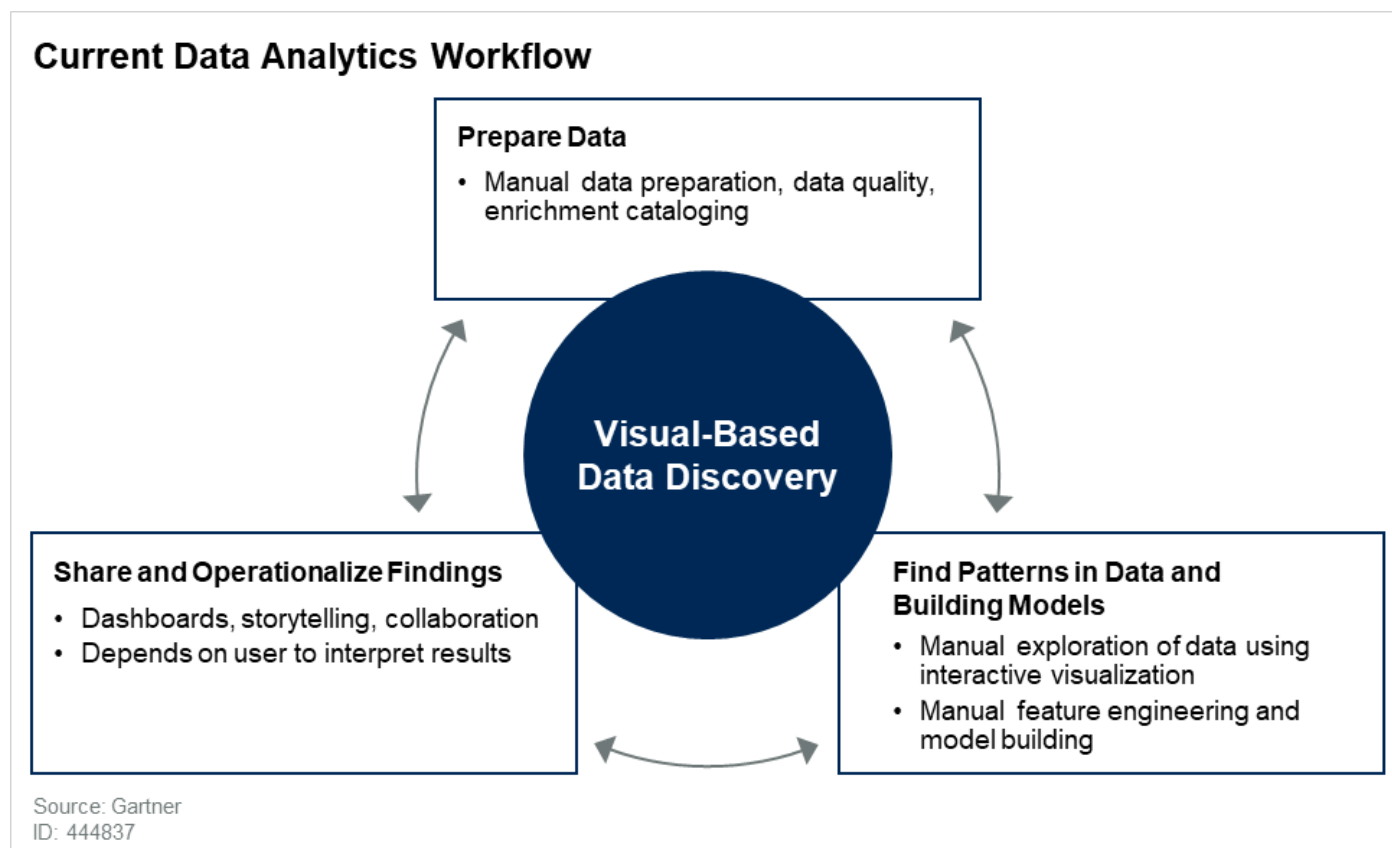 Current Data Analytics Workflow
Prepare Data
• Manual data preparation, data quality,
enrichment cataloging
Visual-Based
Data Discovery
Share and Operationalize Findings
• Dashboards, storytelling, collaboration
• Depends on user to interpret results
Find Patterns in Data and
Building Models
• Manual exploration of data using
interactive visualization
• Manual feature engineering and
model building
Source: Gartner
ID: 444837